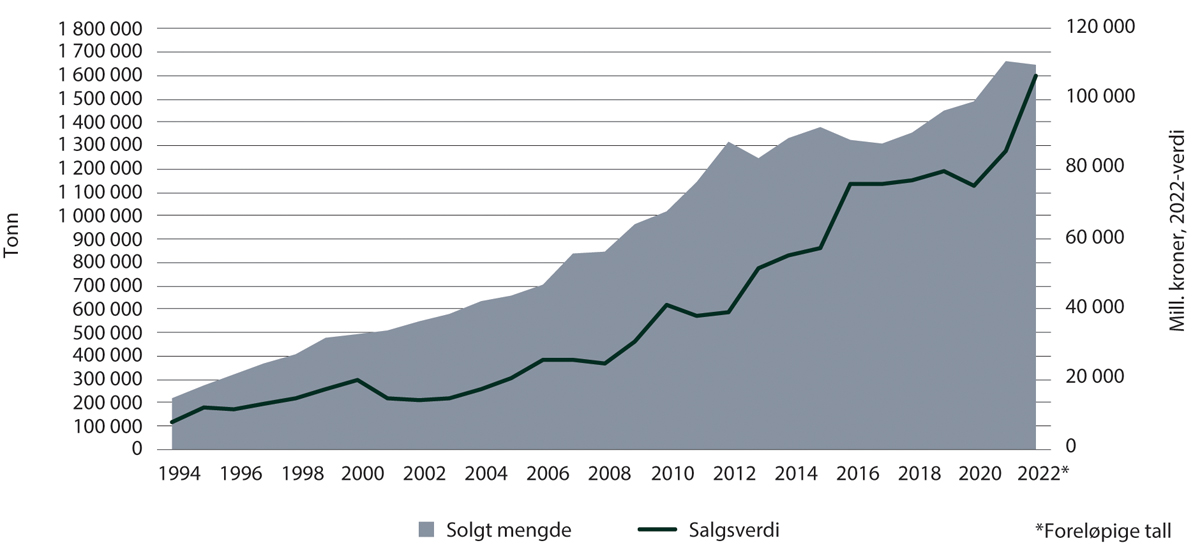 1 800 000
1 700 000
1 600 000
1 500 000
1 400 000
1 300 000
1 200 000
1 100 000
1 000 000
900 000
800 000
700 000
600 000
500 000
400 000
300 000
200 000
100 000
0
Tonn
120 000
100 000
80 000
60 000
40 000
20 000
0
Mill. kroner, 2022-verdi
1994 1996 1998 2000 2002 2004 2006 2008 2010 2012 2014 2016 2018 2020 2022*
Solgt mengde Salgsverdi *Foreløpige tall